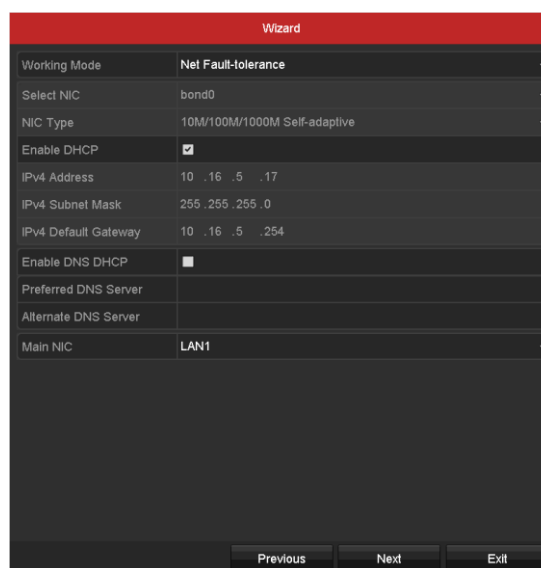 Wizard
Working Mode Net Fault-tolerance
Select NIC bond0
NIC Type 10M/100M/1000M Self-adaptive
Enable DHCP
IPv4 Address 10 .16 .5 .17
IPv4 Subnet Mask 255.255.255.0
IPv4 Default Gateway 10 .16 .5 .254
Enable DNS DHCP
Preferred DNS Server
Alternate DNS Server
Main NIC LAN1
Previous Next Exit